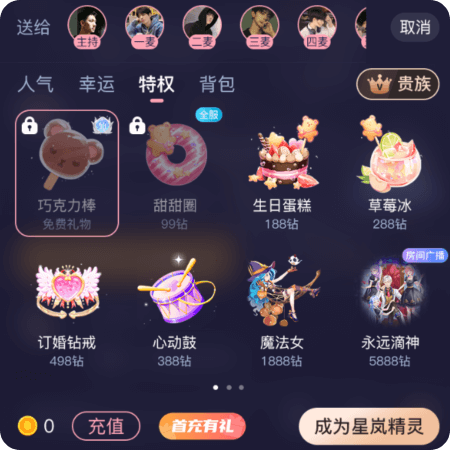 送给
主持 一麦 二麦 三麦 四麦
取消
人气 幸运 特权 背包
V 贵族
全服
巧克力棒 甜甜圈 生日蛋糕 草莓冰
免费礼物 99钻 188钻 288钻
房间广播
订婚钻戒 心动鼓 魔法女 永远滴神
498钻 388钻 1888钻 5888钻
0 充值 首充有礼 成为星岚精灵